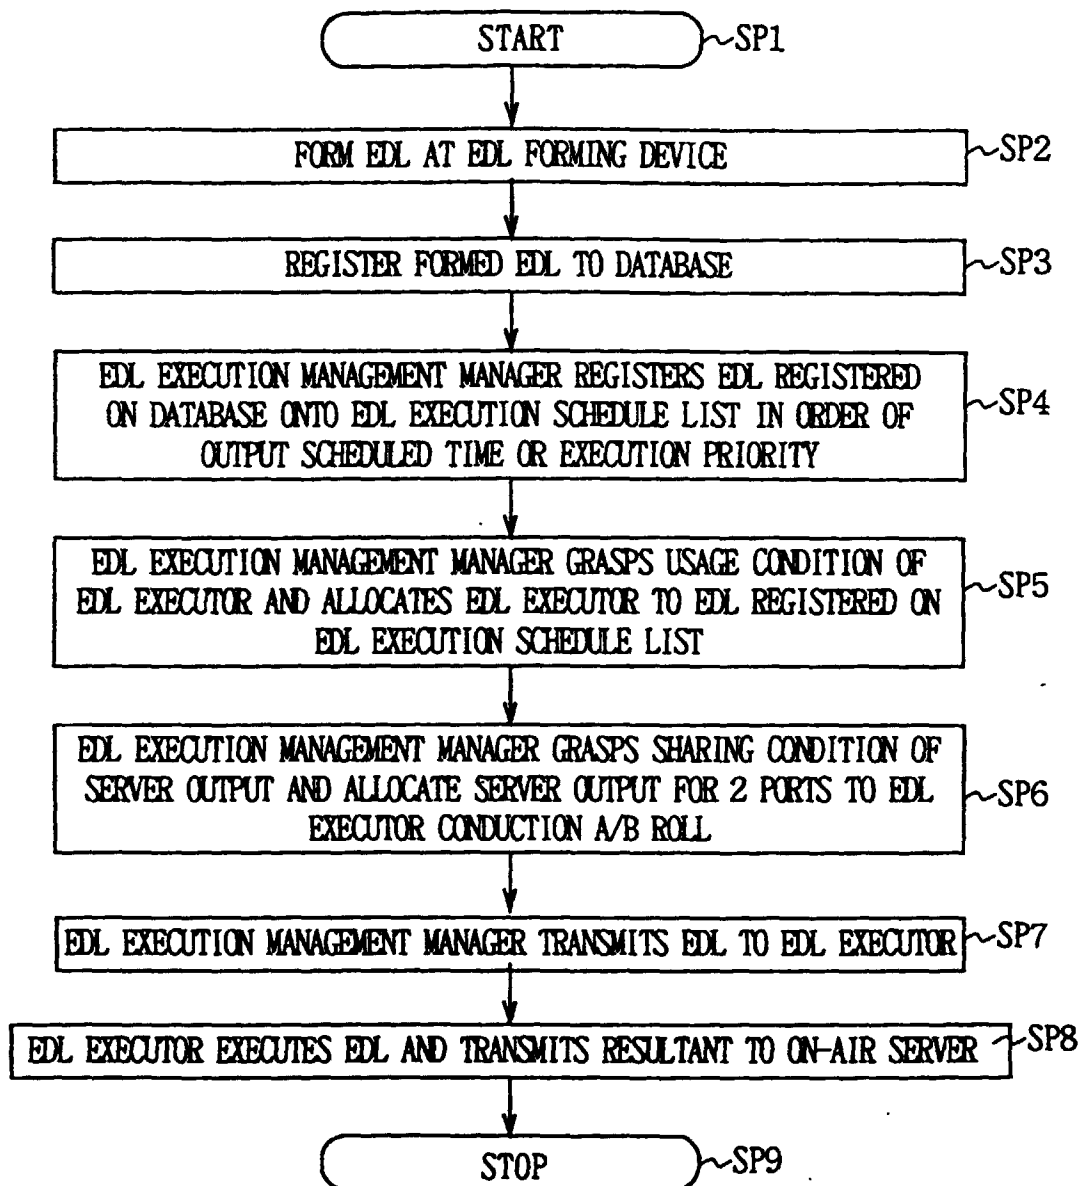 START
SP1
FORM EDL AT EDL FORMING DEVICE
SP2
REGISTER FORMED EDL TO DATABASE
SP3
EDL EXECUTION MANAGEMENT MANAGER REGISTERS EDL REGISTERED
ON DATABASE ONTO EDL EXECUTION SCHEDULE LIST IN ORDER OF
OUTPUT SCHEDULED TIME OR EXECUTION PRIORITY
SP4
EDL EXECUTION MANAGEMENT MANAGER GRASPS USAGE CONDITION OF
EDL EXECUTOR AND ALLOCATES EDL EXECUTOR TO EDL REGISTERED ON
EDL EXECUTION SCHEDULE LIST
SP5
EDL EXECUTION MANAGEMENT MANAGER GRASPS SHARING CONDITION OF
SERVER OUTPUT AND ALLOCATE SERVER OUTPUT FOR 2 PORTS TO EDL
EXECUTOR CONDUCTION A/B ROLL
SP6
EDL EXECUTION MANAGEMENT MANAGER TRANSMITS EDL TO EDL EXECUTOR
SP7
EDL EXECUTOR EXECUTES EDL AND TRANSMITS RESULTANT TO ON-AIR SERVER
SP8
STOP
SP9